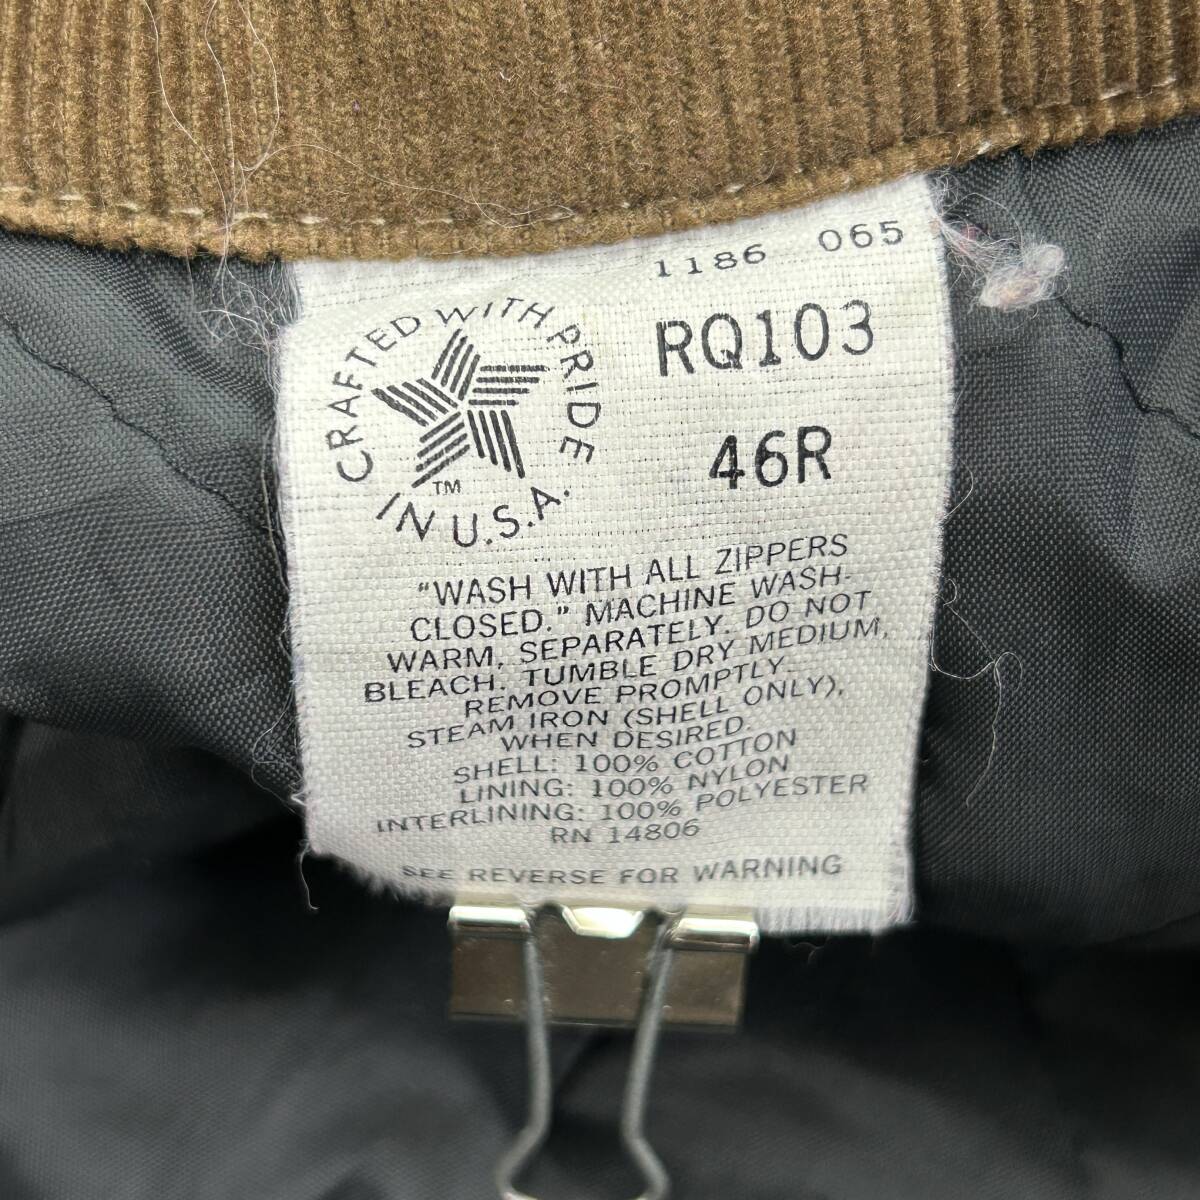 1186 065
CRAFTED WITH PRIDE
IN U.S.A.
TM
RQ103
46R
"WASH WITH ALL ZIPPERS
CLOSED." MACHINE WASH-
WARM, SEPARATELY. DO NOT
BLEACH. TUMBLE DRY MEDIUM,
REMOVE PROMPTLY.
STEAM IRON (SHELL ONLY),
WHEN DESIRED.
SHELL: 100% COTTON
LINING: 100% NYLON
INTERLINING: 100% POLYESTER
RN 14806
SEE REVERSE FOR WARNING